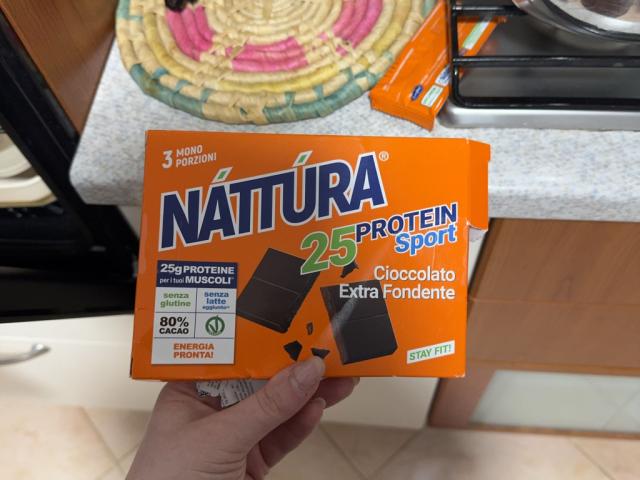 3 MONO
PORZIONI
NÁTTÚRA®
25 PROTEIN
Sport
Cioccolato
Extra Fondente
25g PROTEINE
per i tuoi MUSCOLI
senza
glutine
senza
latte
aggiunto
80%
CACAO
ENERGIA
PRONTA!
STAY FIT!